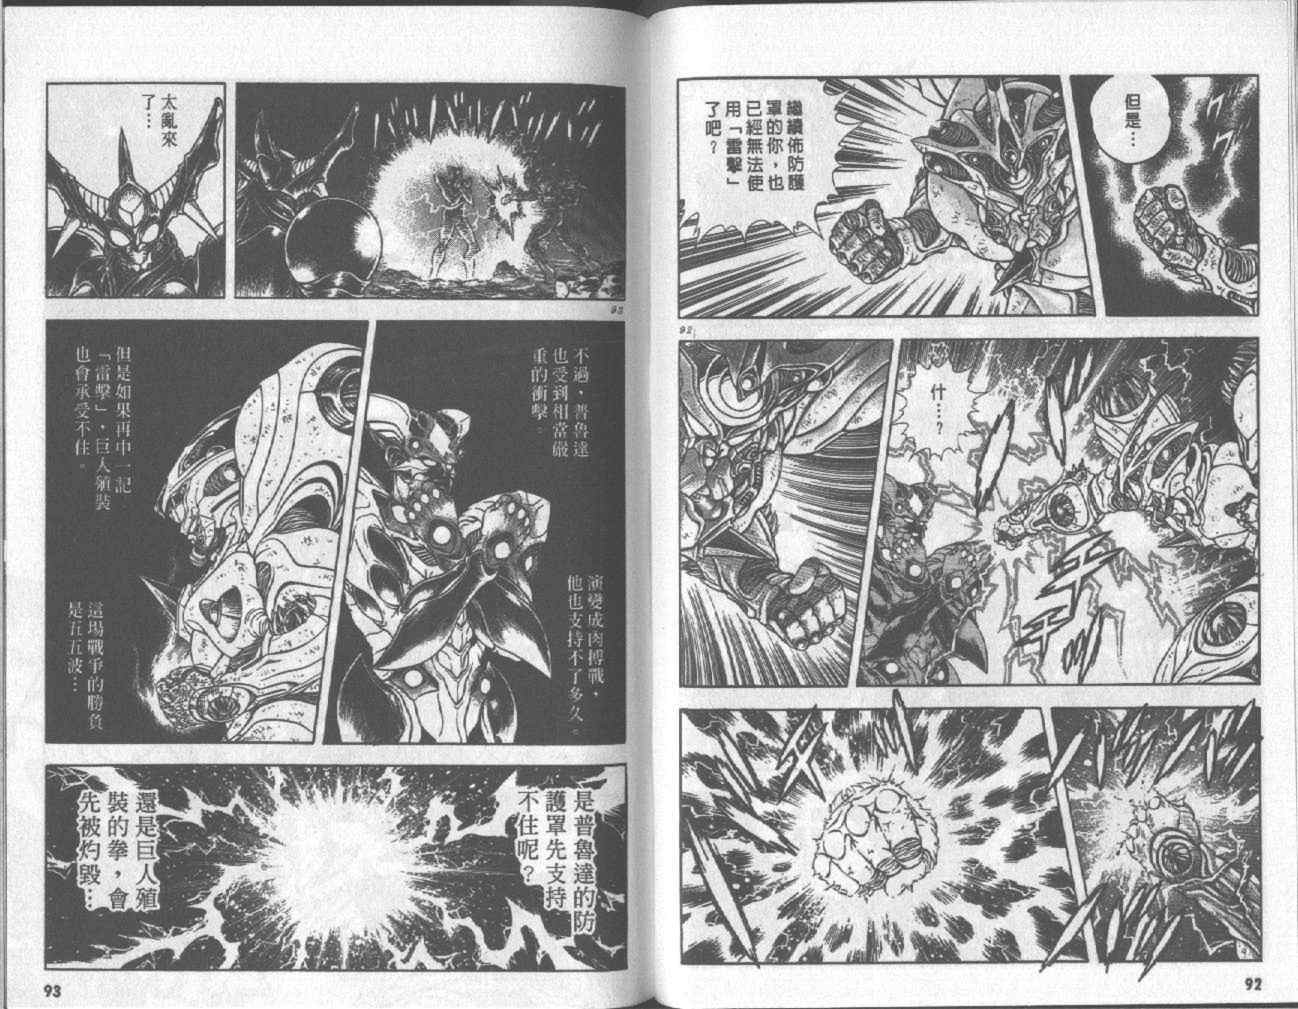 但是…
繼續佈防護
罩的你，也
已經無法使
用「雷擊」
了吧？
92
什…？
92
93
太亂來
了…
不過、普魯達
也受到相當嚴
重的衝擊。
演變成肉搏戰，
他也支持不了多久。
但是如果再中一記
「雷擊」，巨人殖裝
也會承受不住。
這場戰爭的勝負
是五五波…
是普魯達的防
護罩先支持
不住呢？
還是巨人殖
裝的拳，會
先被灼毀…
93